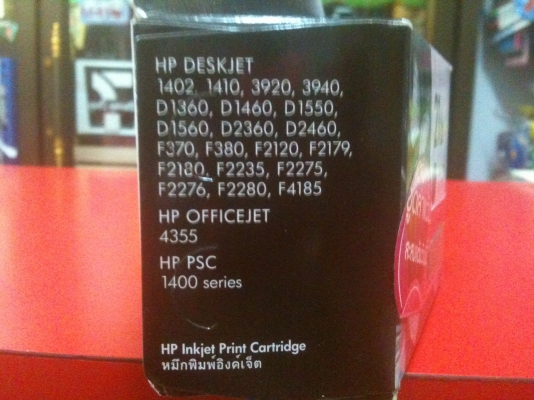 HP DESKJET
1402, 1410, 3920, 3940,
D1360, D1460, D1550,
D1560, D2360, D2460,
F370, F380, F2120, F2179,
F2180, F2235, F2275,
F2276, F2280, F4185
HP OFFICEJET
4355
HP PSC
1400 series
HP Inkjet Print Cartridge
หมึกพิมพ์อิงค์เจ็ต